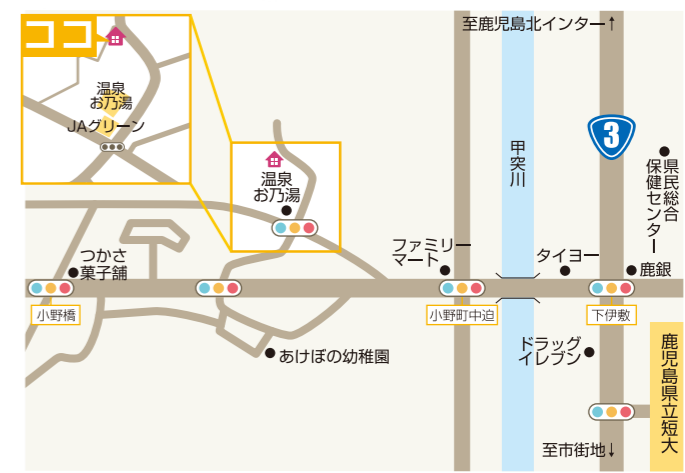 ココ
温泉
お乃湯
JAグリーン
至鹿児島北インター↑
3
甲突川
県民総合
保健センター
温泉
お乃湯
つかさ
菓子舗
ファミリー
マート
タイヨー
鹿銀
小野橋
小野町中迫
下伊敷
あけぼの幼稚園
ドラッグ
イレブン
鹿児島県立短大
至市街地↓